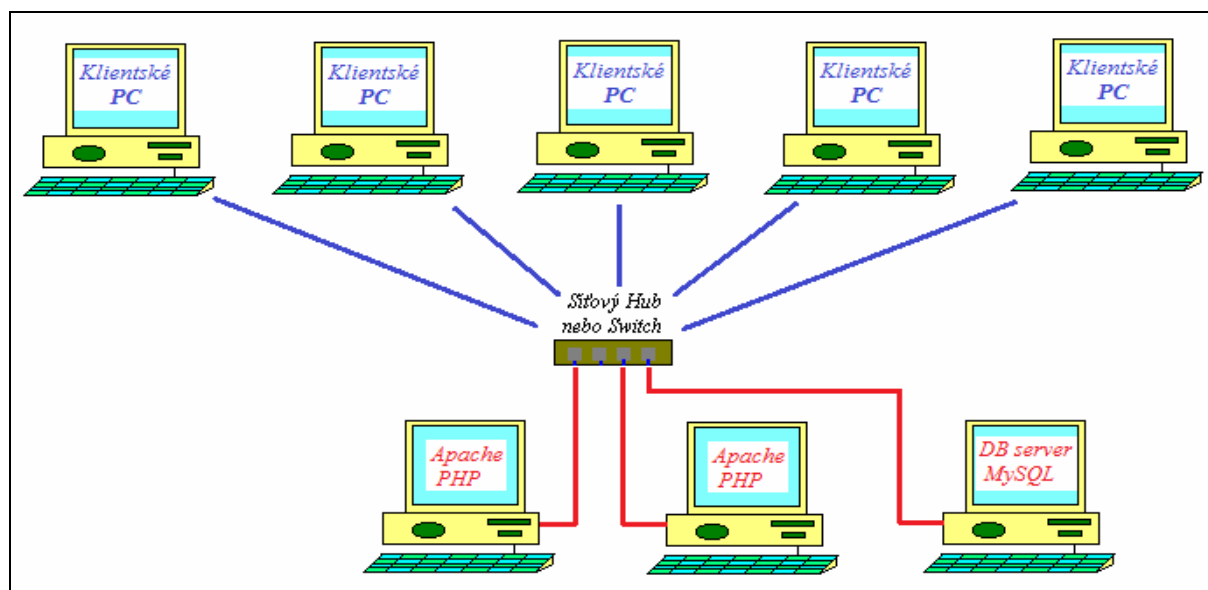 Klientské
PC
Klientské
PC
Klientské
PC
Klientské
PC
Klientské
PC
Síťový Hub
nebo Switch
Apache
PHP
Apache
PHP
DB server
MySQL